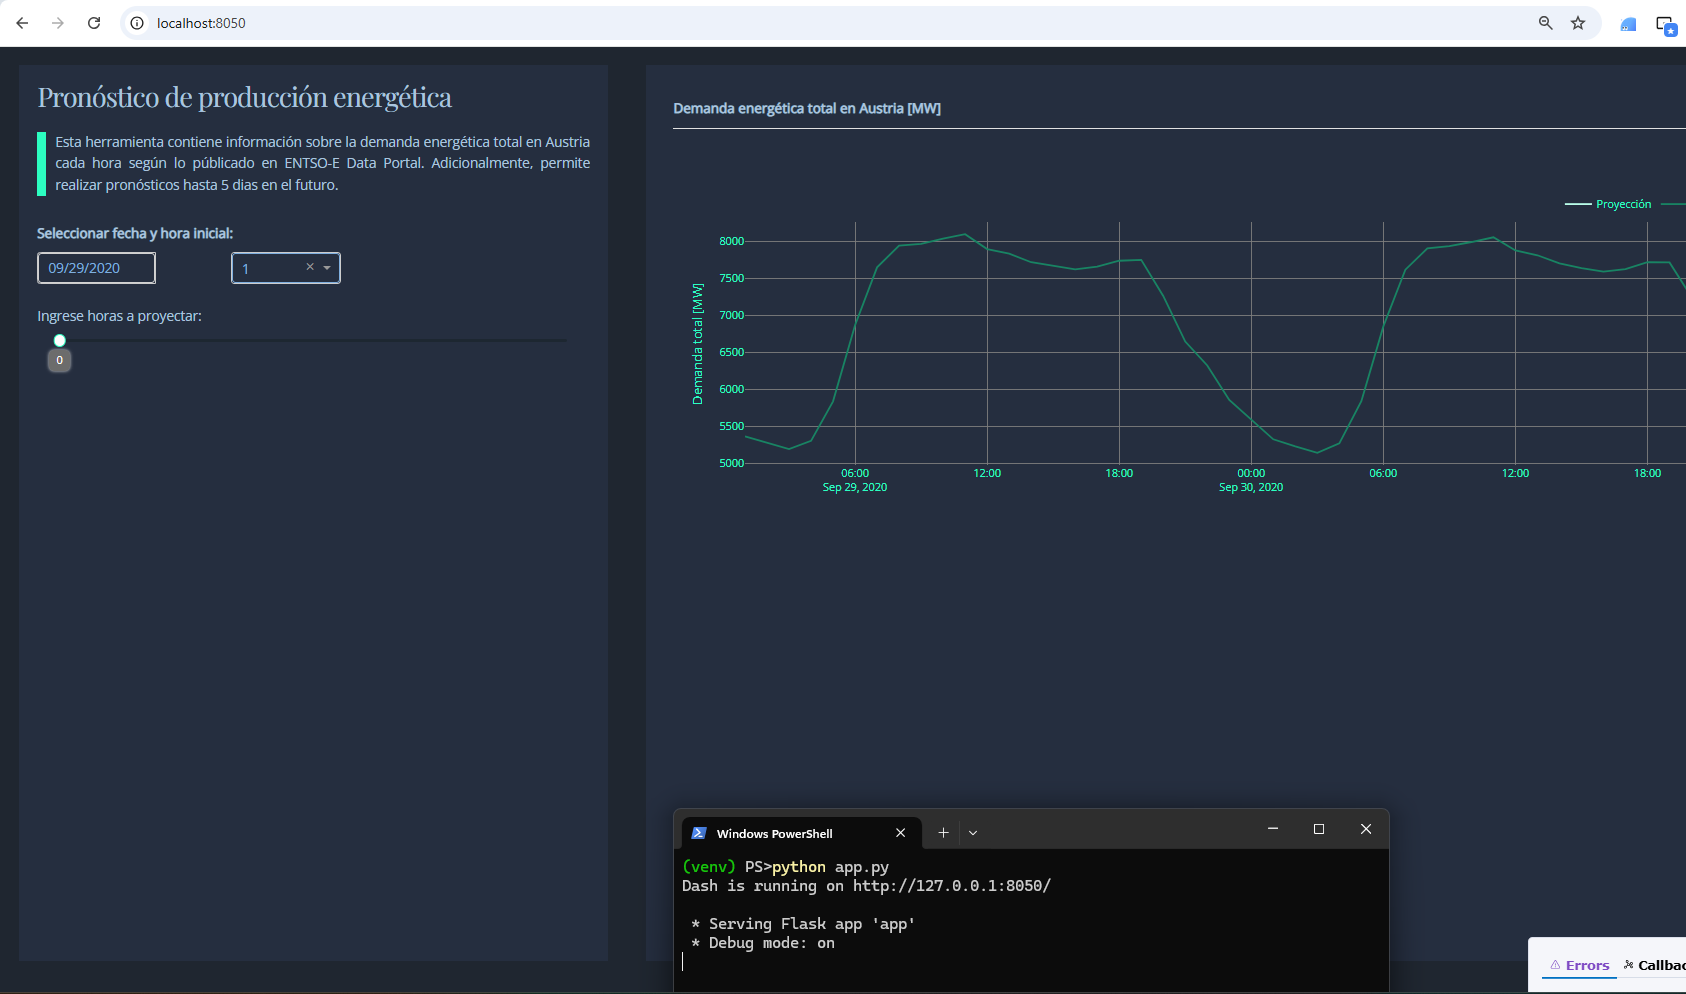 localhost:8050
Pronóstico de producción energética
Esta herramienta contiene información sobre la demanda energética total en Austria
cada hora según lo públicado en ENTSO-E Data Portal. Adicionalmente, permite
realizar pronósticos hasta 5 dias en el futuro.
Seleccionar fecha y hora inicial:
09/29/2020
1
Ingrese horas a proyectar:
0
Demanda energética total en Austria [MW]
Proyección
Demanda total [MW]
8000
7500
7000
6500
6000
5500
5000
06:00 12:00 18:00 00:00 06:00 12:00 18:00
Sep 29, 2020 Sep 30, 2020
Windows PowerShell
(venv) PS>python app.py
Dash is running on http://127.0.0.1:8050/
* Serving Flask app 'app'
* Debug mode: on
Errors Callbac